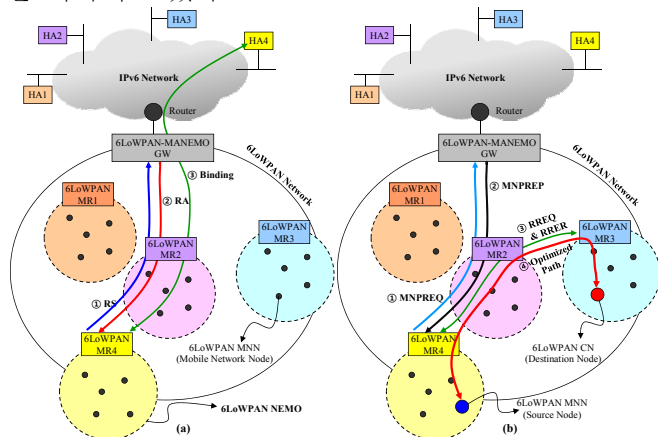 HA3
HA2
HA4
IPv6 Network
HA1
Router
6LoWPAN-MANEMO
GW
6LoWPAN Network
③ Binding
② RA
6LoWPAN
MR1
6LoWPAN
MR2
6LoWPAN
MR3
① RS
6LoWPAN
MR4
6LoWPAN MNN
(Mobile Network Node)
6LoWPAN NEMO
(a)
HA3
HA2
HA4
IPv6 Network
HA1
Router
6LoWPAN-MANEMO
GW
6LoWPAN Network
② MNPREP
③ RREQ
& RRER
6LoWPAN
MR1
6LoWPAN
MR2
6LoWPAN
MR3
④ Optimized
Path
① MNPREQ
6LoWPAN
MR4
6LoWPAN CN
(Destination Node)
6LoWPAN MNN
(Source Node)
(b)